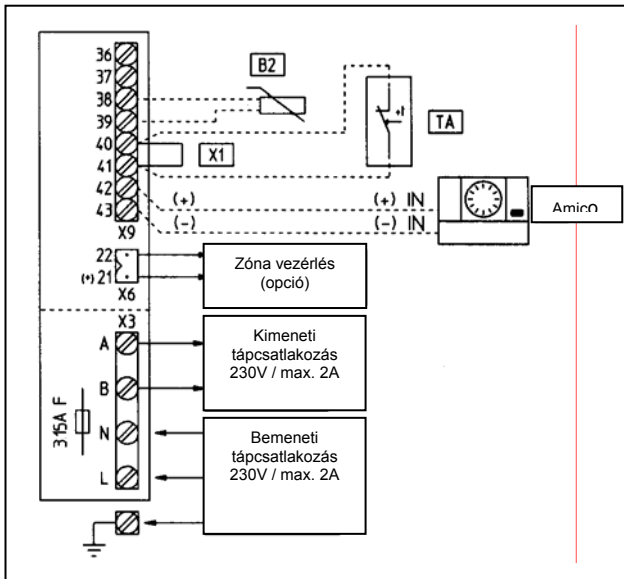 36
37
38
39
40
41
42
43
X9
B2
X1
TA
+t
(+)
(+) IN
(-)
(-) IN
AmicO
22
(+) 21
X6
Zóna vezérlés
(opció)
X3
A
B
N
L
315A F
Kimeneti
tápcsatlakozás
230V / max. 2A
Bemeneti
tápcsatlakozás
230V / max. 2A